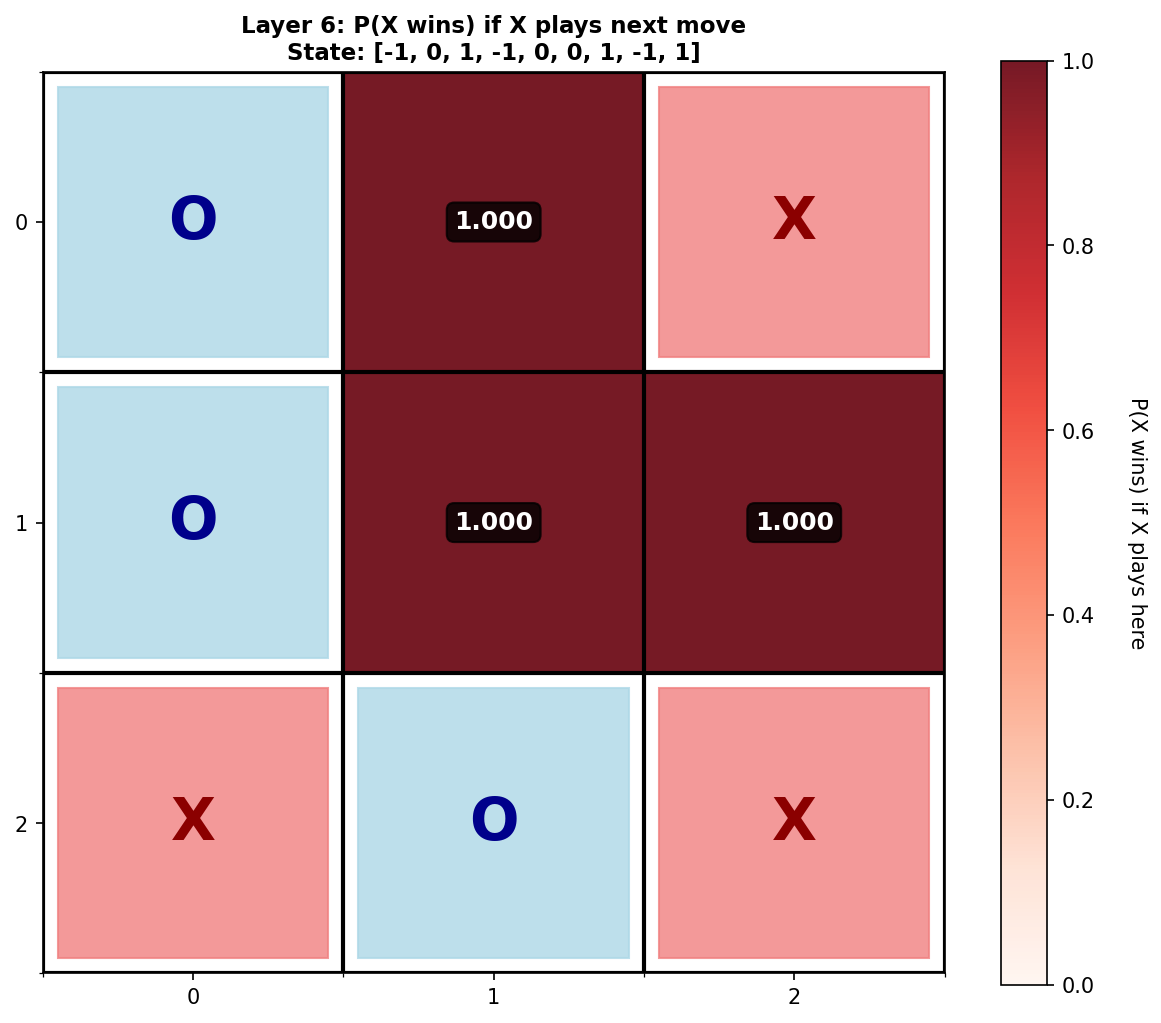 Layer 6: P(X wins) if X plays next move
State: [-1, 0, 1, -1, 0, 0, 1, -1, 1]
1.0
0 O 1.000 X
0.8
0.6
P(X wins) if X plays here
1 O 1.000 1.000
0.4
0.2
2 X O X
0.0
0 1 2